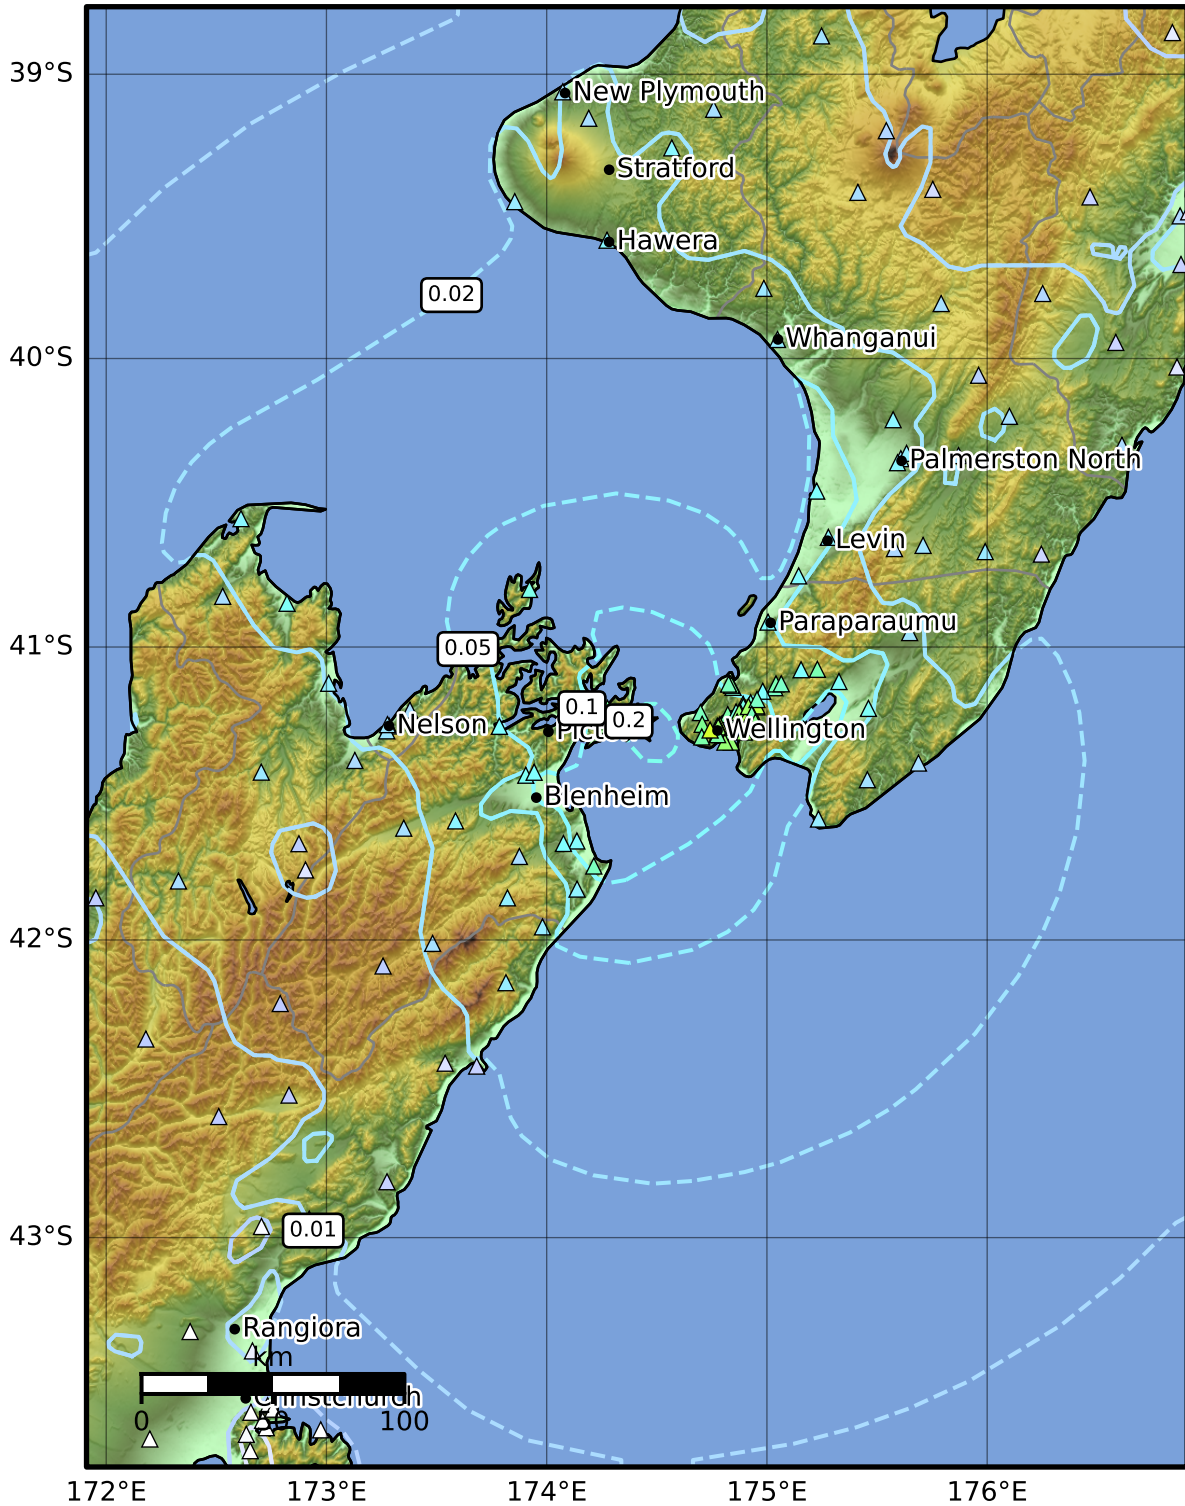 39°S
New Plymouth
Stratford
Hawera
0.02
Whanganui
40°S
Palmerston North
Levin
Paraparaumu
41°S
0.05
0.1
0.2
Nelson
Wellington
Blenheim
42°S
43°S
0.01
Rangiora
km
Christchurch
0
100
172°E
173°E
174°E
175°E
176°E